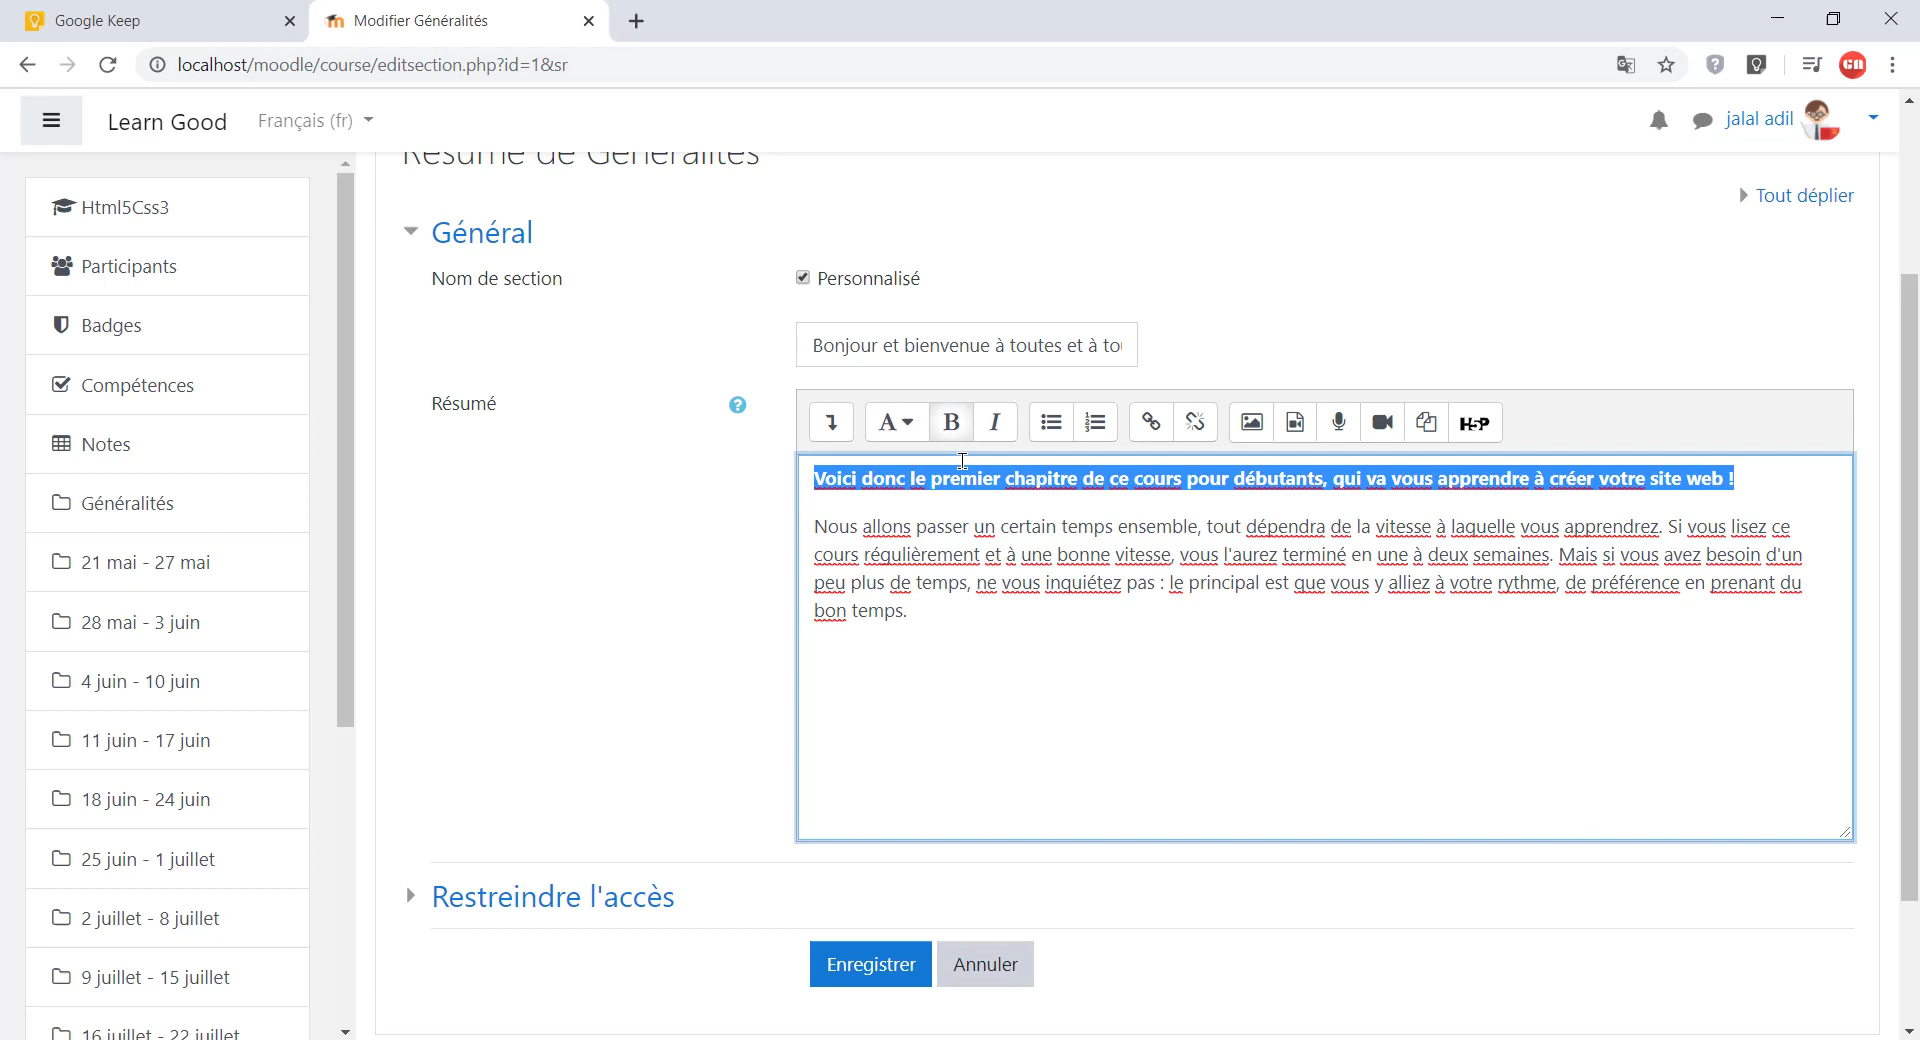 Google Keep
Modifier Généralités
localhost/moodle/course/editsection.php?id=1&sr
Learn Good
Français (fr)
jalal adil
Résumé de Généralités
Tout déplier
Html5Css3
Participants
Badges
Compétences
Notes
Généralités
21 mai - 27 mai
28 mai - 3 juin
4 juin - 10 juin
11 juin - 17 juin
18 juin - 24 juin
25 juin - 1 juillet
2 juillet - 8 juillet
9 juillet - 15 juillet
16 juillet - 22 juillet
Général
Nom de section
Personnalisé
Bonjour et bienvenue à toutes et à to
Résumé
A B I
H5P
Voici donc le premier chapitre de ce cours pour débutants, qui va vous apprendre à créer votre site web !
Nous allons passer un certain temps ensemble, tout dépendra de la vitesse à laquelle vous apprendrez. Si vous lisez ce
cours régulièrement et à une bonne vitesse, vous l'aurez terminé en une à deux semaines. Mais si vous avez besoin d'un
peu plus de temps, ne vous inquiétez pas : le principal est que vous y alliez à votre rythme, de préférence en prenant du
bon temps.
Restreindre l'accès
Enregistrer
Annuler